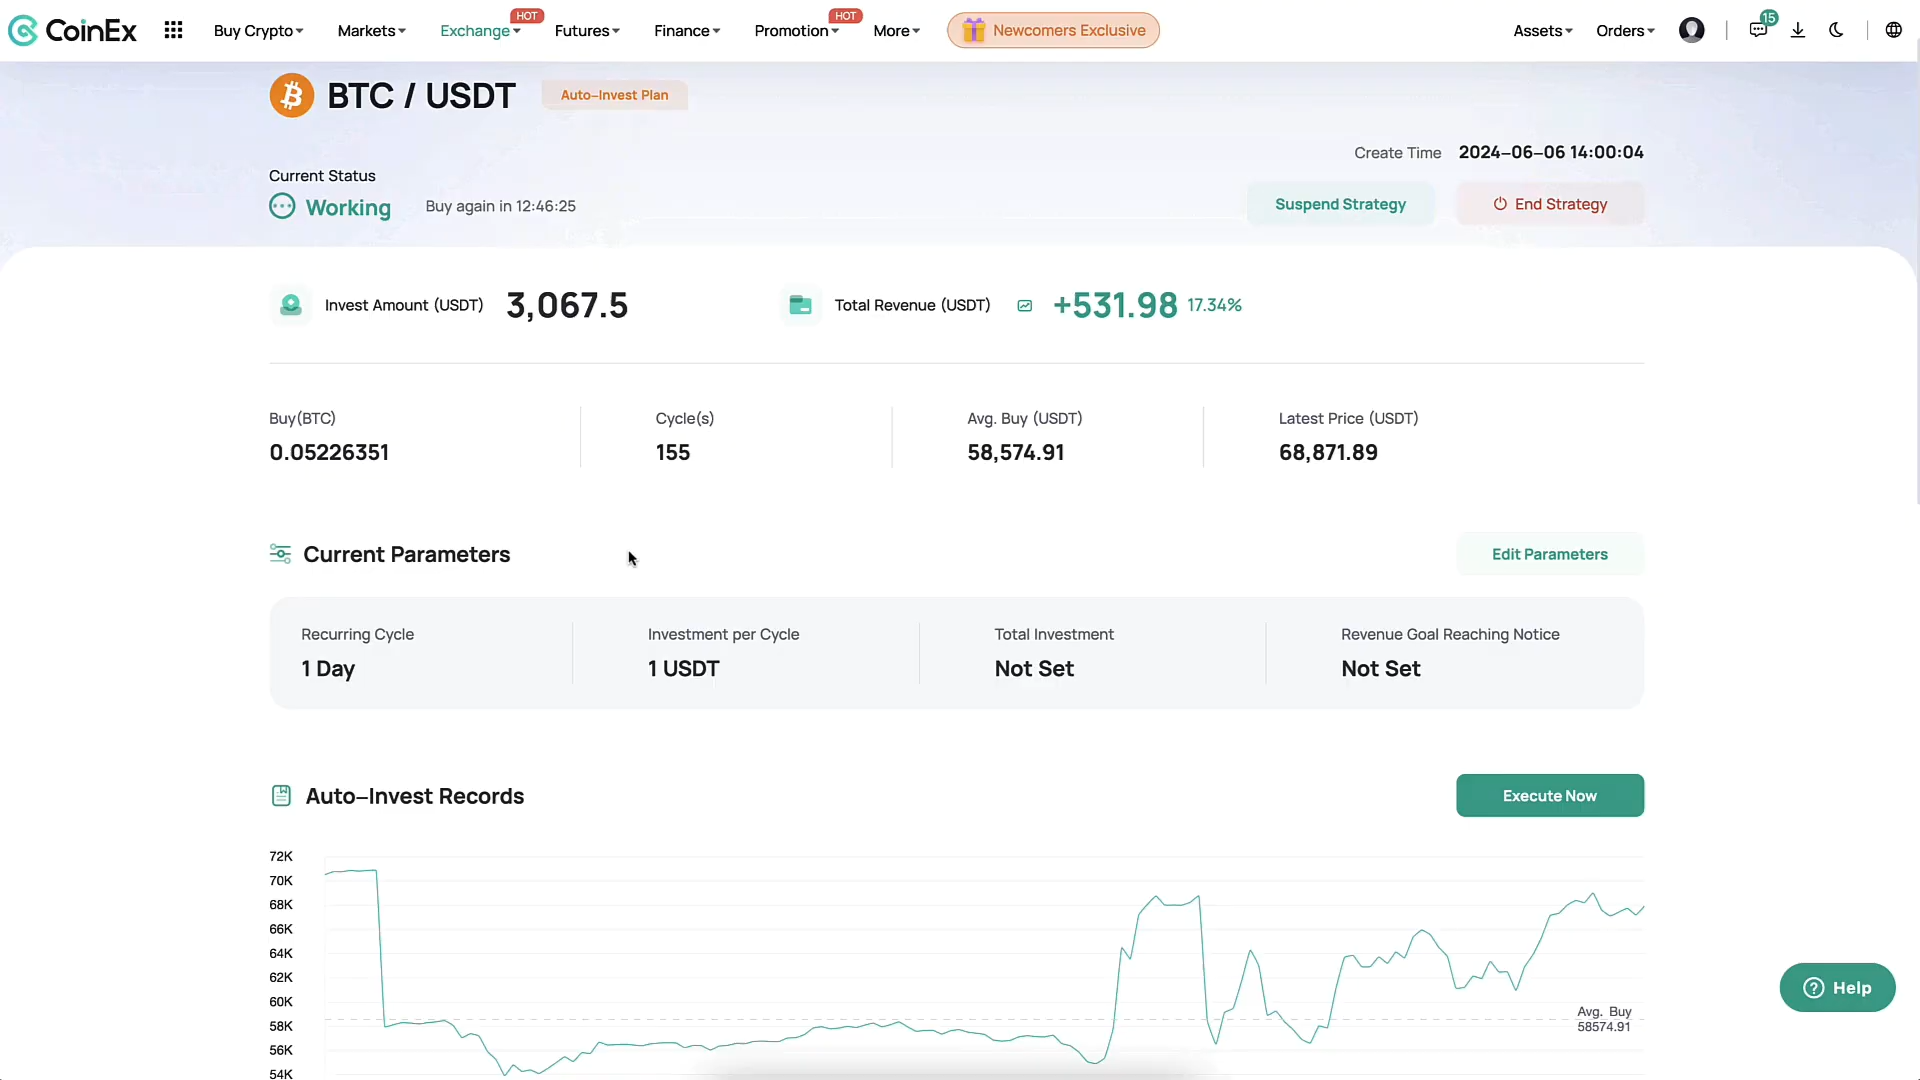 CoinEx Buy Crypto Markets Exchange HOT Futures Finance Promotion HOT More Newcomers Exclusive Assets Orders 15
BTC / USDT Auto-Invest Plan
Create Time 2024-06-06 14:00:04
Current Status
Working Buy again in 12:46:25
Suspend Strategy End Strategy
Invest Amount (USDT) 3,067.5 Total Revenue (USDT) +531.98 17.34%
Buy(BTC) Cycle(s) Avg. Buy (USDT) Latest Price (USDT)
0.05226351 155 58,574.91 68,871.89
Current Parameters Edit Parameters
Recurring Cycle Investment per Cycle Total Investment Revenue Goal Reaching Notice
1 Day 1 USDT Not Set Not Set
Auto-Invest Records Execute Now
72K
70K
68K
66K
64K
62K
60K
58K
56K
54K
Avg. Buy
58574.91
? Help